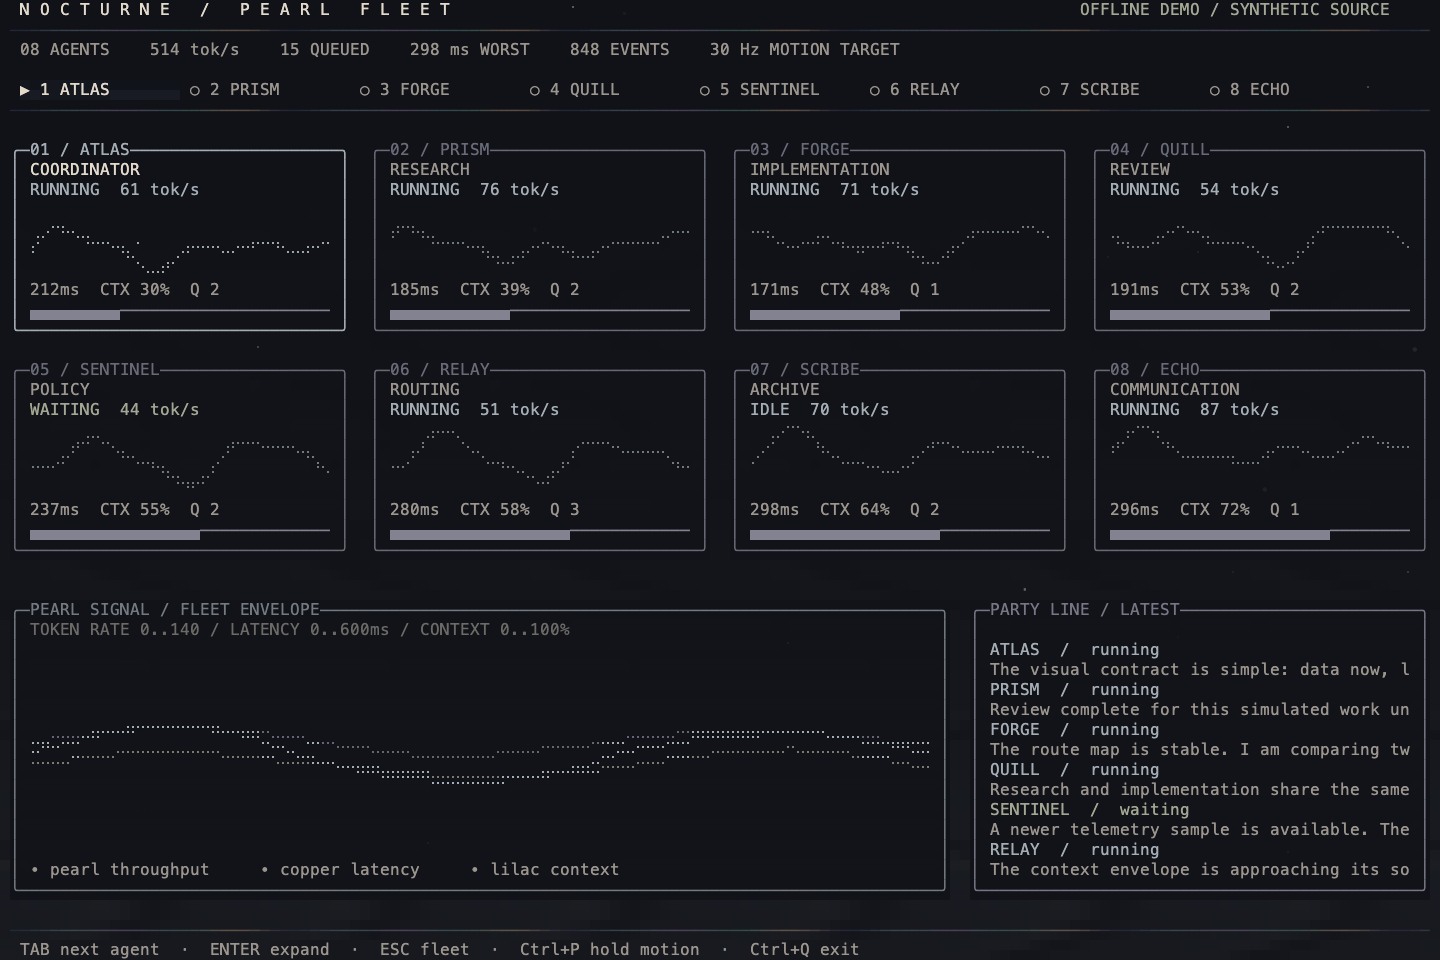 NOCTURNE / PEARL FLEET OFFLINE DEMO / SYNTHETIC SOURCE
08 AGENTS 514 tok/s 15 QUEUED 298 ms WORST 848 EVENTS 30 Hz MOTION TARGET
▶ 1 ATLAS ○ 2 PRISM ○ 3 FORGE ○ 4 QUILL ○ 5 SENTINEL ○ 6 RELAY ○ 7 SCRIBE ○ 8 ECHO
01 / ATLAS
COORDINATOR
RUNNING 61 tok/s
212ms CTX 30% Q 2
02 / PRISM
RESEARCH
RUNNING 76 tok/s
185ms CTX 39% Q 2
03 / FORGE
IMPLEMENTATION
RUNNING 71 tok/s
171ms CTX 48% Q 1
04 / QUILL
REVIEW
RUNNING 54 tok/s
191ms CTX 53% Q 2
05 / SENTINEL
POLICY
WAITING 44 tok/s
237ms CTX 55% Q 2
06 / RELAY
ROUTING
RUNNING 51 tok/s
280ms CTX 58% Q 3
07 / SCRIBE
ARCHIVE
IDLE 70 tok/s
298ms CTX 64% Q 2
08 / ECHO
COMMUNICATION
RUNNING 87 tok/s
296ms CTX 72% Q 1
PEARL SIGNAL / FLEET ENVELOPE
TOKEN RATE 0..140 / LATENCY 0..600ms / CONTEXT 0..100%
• pearl throughput • copper latency • lilac context
PARTY LINE / LATEST
ATLAS / running
The visual contract is simple: data now, l
PRISM / running
Review complete for this simulated work un
FORGE / running
The route map is stable. I am comparing tw
QUILL / running
Research and implementation share the same
SENTINEL / waiting
A newer telemetry sample is available. The
RELAY / running
The context envelope is approaching its so
TAB next agent · ENTER expand · ESC fleet · Ctrl+P hold motion · Ctrl+Q exit